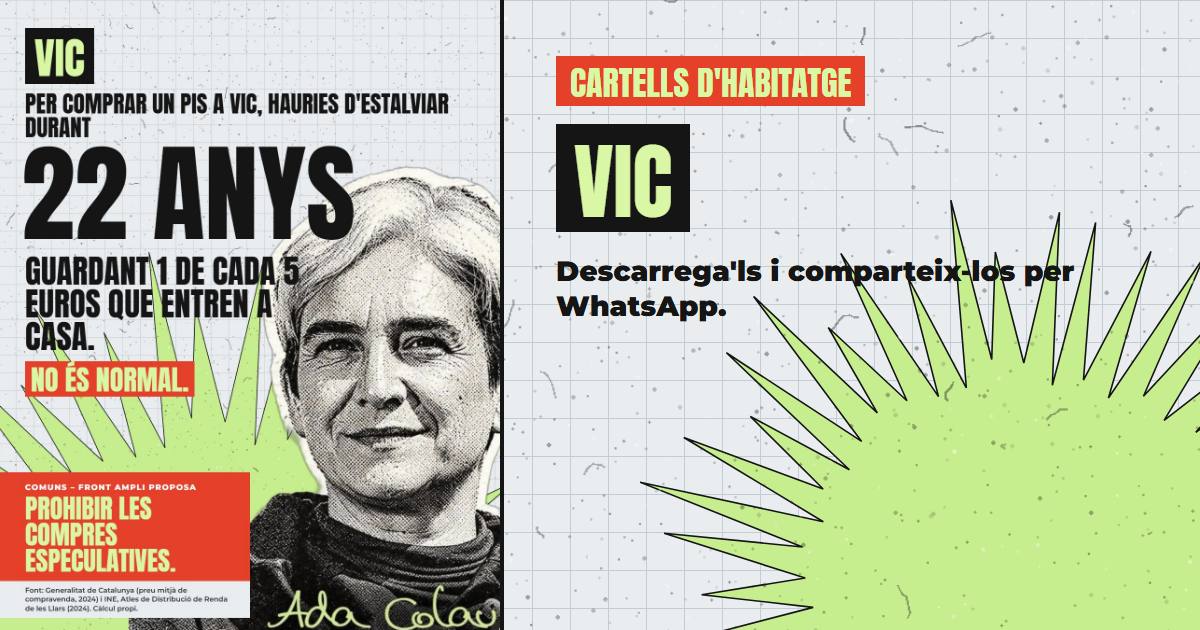 VIC
PER COMPRAR UN PIS A VIC, HAURIES D'ESTALVIAR
DURANT
22 ANYS
GUARDANT 1 DE CADA 5
EUROS QUE ENTREN A
CASA.
NO ÉS NORMAL.
COMUNS – FRONT AMPLI PROPOSA
PROHIBIR LES
COMPRES
ESPECULATIVES.
Font: Generalitat de Catalunya (preu mitjà de
compravenda, 2024) i INE, Atles de Distribució de Renda
de les Llars (2024). Càlcul propi.
Ada Colau
CARTELLS D'HABITATGE
VIC
Descarrega'ls i comparteix-los per
WhatsApp.